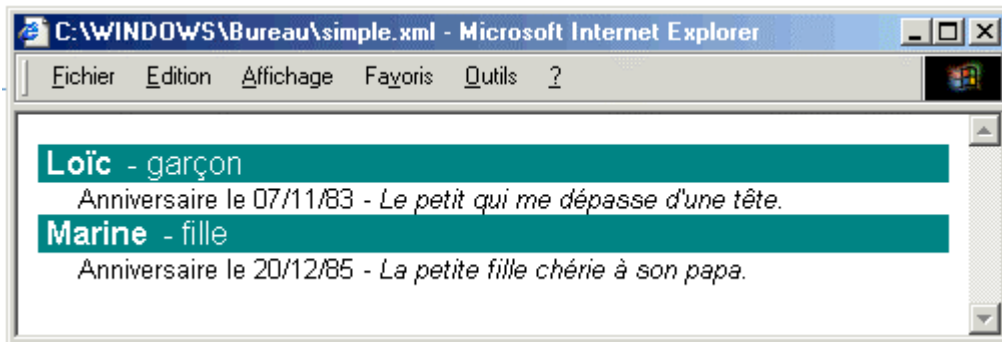 C:\WINDOWS\Bureau\simple.xml - Microsoft Internet Explorer
Fichier Edition Affichage Favoris Outils ?
Loïc - garçon
Anniversaire le 07/11/83 - Le petit qui me dépasse d'une tête.
Marine - fille
Anniversaire le 20/12/85 - La petite fille chérie à son papa.